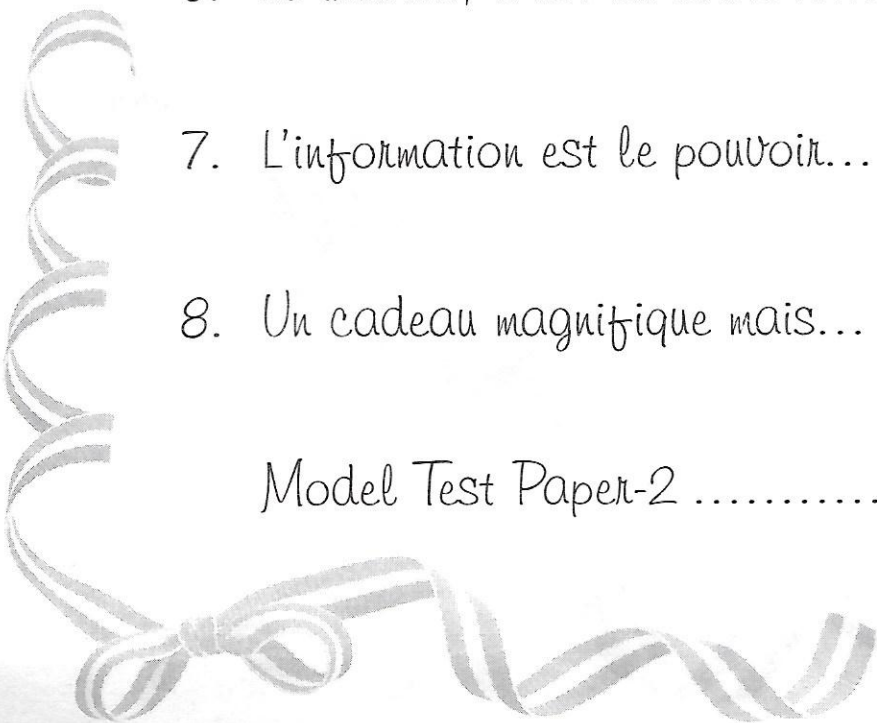 7. L'information est le pouvoir...
8. Un cadeau magnifique mais...
Model Test Paper-2 ...........